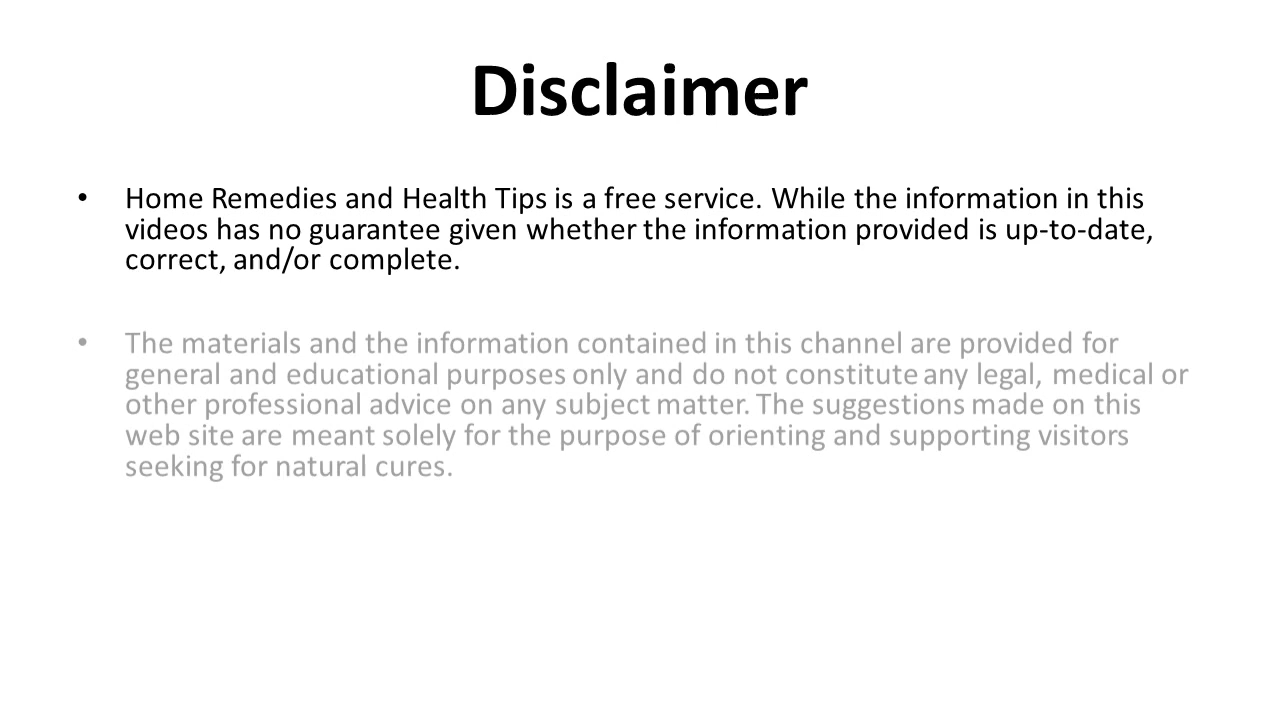 Disclaimer
• Home Remedies and Health Tips is a free service. While the information in this
videos has no guarantee given whether the information provided is up-to-date,
correct, and/or complete.
• The materials and the information contained in this channel are provided for
general and educational purposes only and do not constitute any legal, medical or
other professional advice on any subject matter. The suggestions made on this
web site are meant solely for the purpose of orienting and supporting visitors
seeking for natural cures.